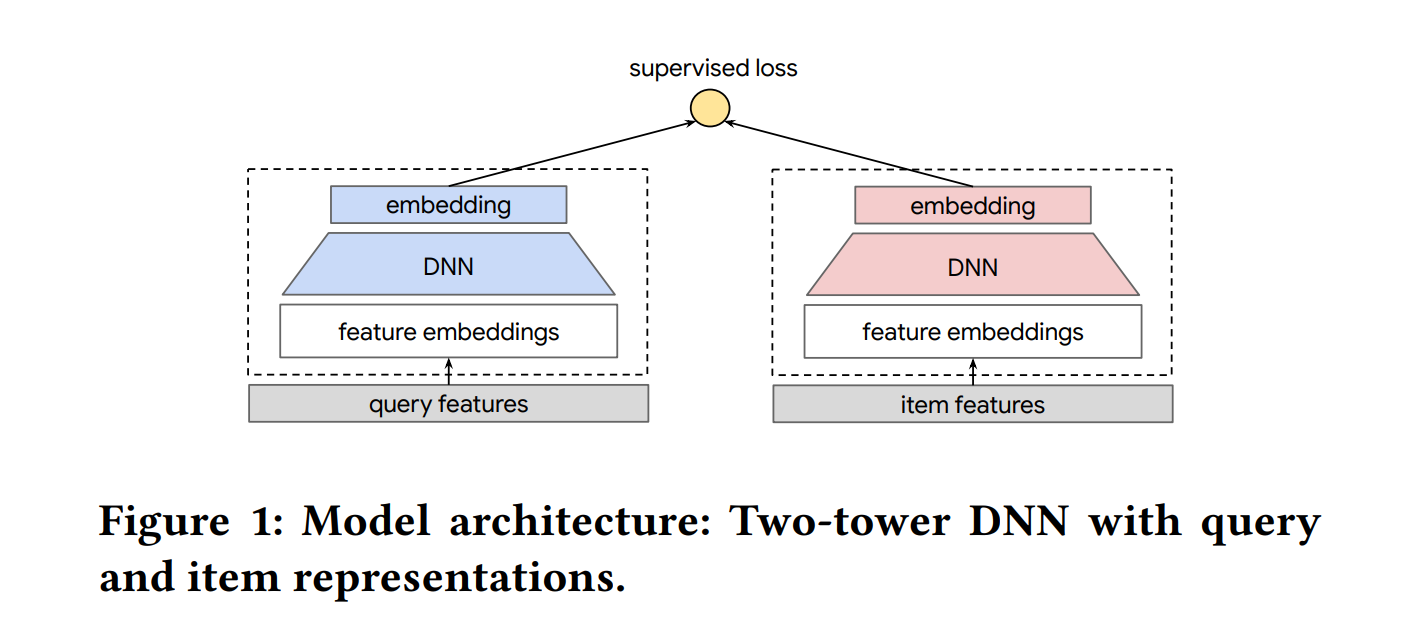 supervised loss
embedding
embedding
DNN
DNN
feature embeddings
feature embeddings
query features
item features
Figure 1: Model architecture: Two-tower DNN with query
and item representations.